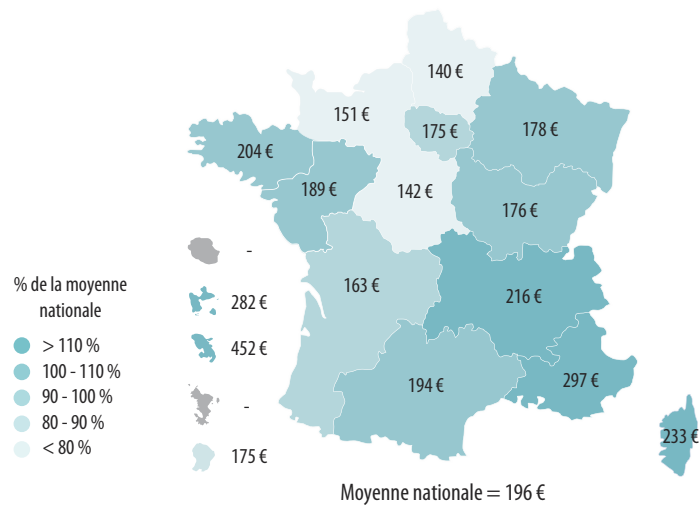 140 €
151 €
175 €
178 €
204 €
189 €
142 €
176 €
-
163 €
216 €
282 €
452 €
194 €
297 €
-
175 €
233 €
% de la moyenne
nationale
> 110 %
100 - 110 %
90 - 100 %
80 - 90 %
< 80 %
Moyenne nationale = 196 €